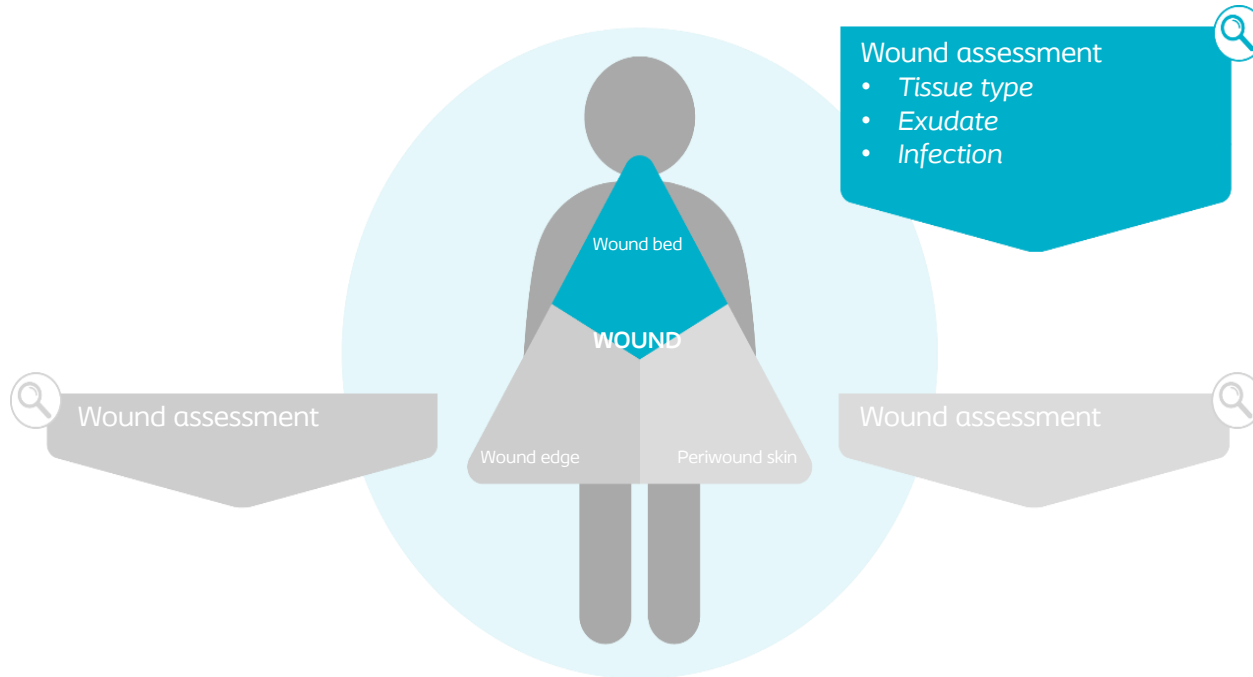 Wound assessment
• Tissue type
• Exudate
• Infection
Wound bed
WOUND
Wound assessment
Wound assessment
Wound edge
Periwound skin